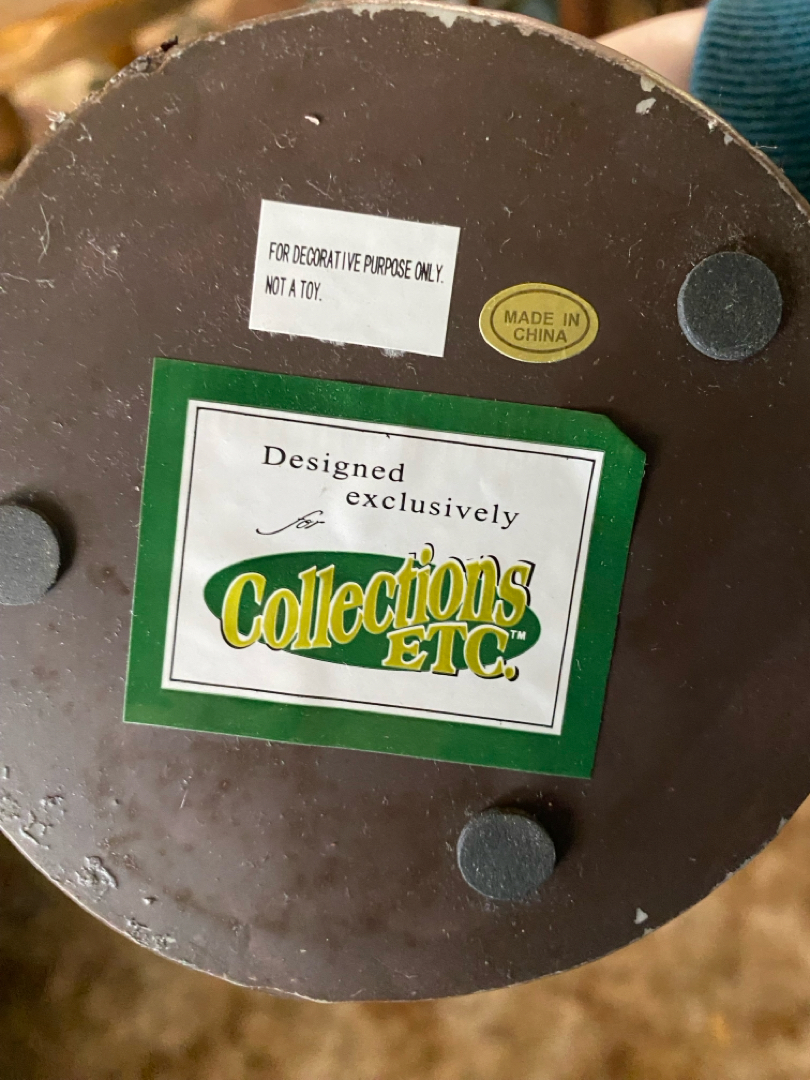 FOR DECORATIVE PURPOSE ONLY.
NOT A TOY.
MADE IN
CHINA
Designed
exclusively
for
Collections
ETC.™